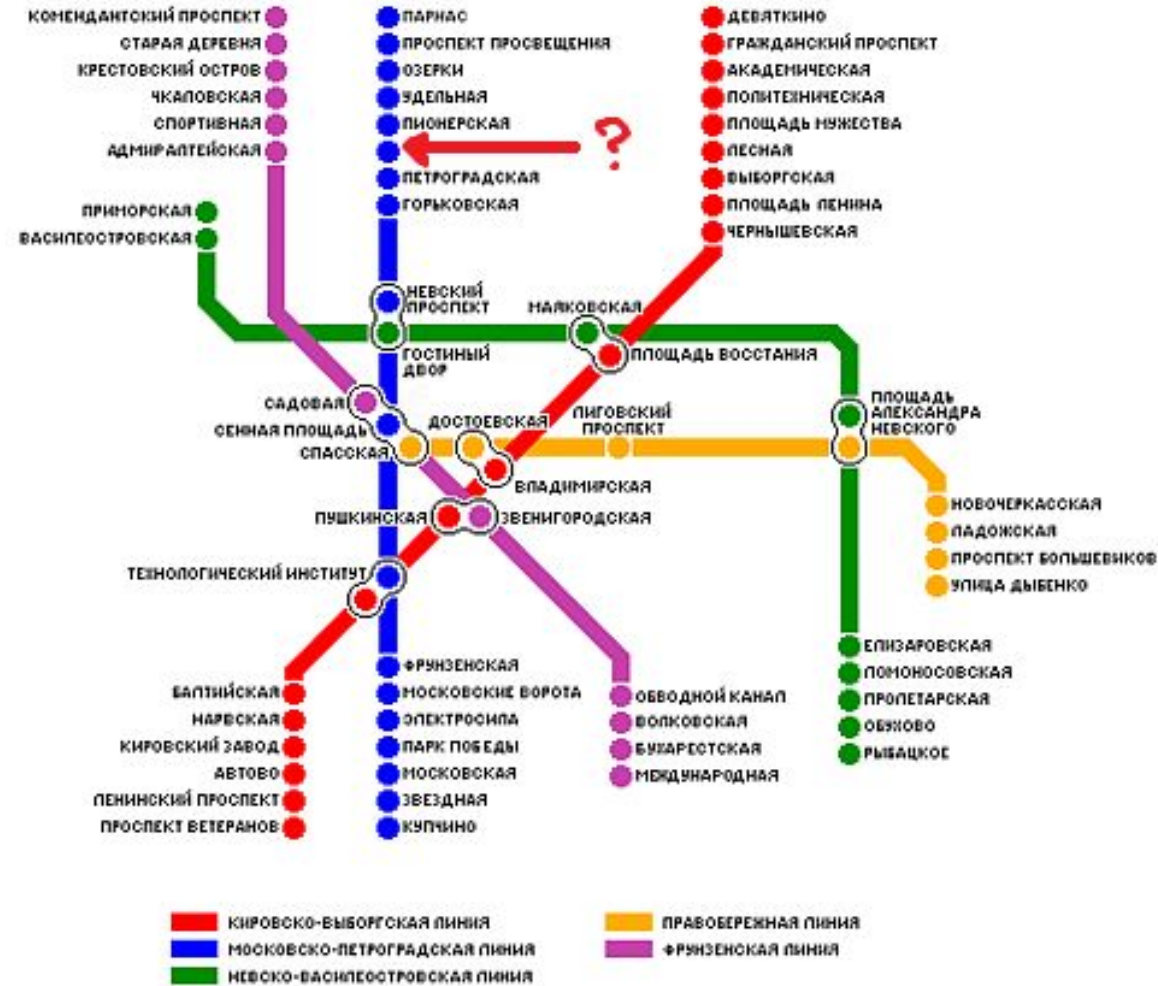 КОМЕНДАНТСКИЙ ПРОСПЕКТ
СТАРАЯ ДЕРЕВНЯ
КРЕСТОВСКИЙ ОСТРОВ
ЧКАЛОВСКАЯ
СПОРТИВНАЯ
АДМИРАЛТЕЙСКАЯ
ПАРНАС
ПРОСПЕКТ ПРОСВЕЩЕНИЯ
ОЗЕРКИ
УДЕЛЬНАЯ
ПИОНЕРСКАЯ
?
ПЕТРОГРАДСКАЯ
ГОРЬКОВСКАЯ
ДЕВЯТКИНО
ГРАЖДАНСКИЙ ПРОСПЕКТ
АКАДЕМИЧЕСКАЯ
ПОЛИТЕХНИЧЕСКАЯ
ПЛОЩАДЬ МУЖЕСТВА
ЛЕСНАЯ
ВЫБОРГСКАЯ
ПЛОЩАДЬ ЛЕНИНА
ЧЕРНЫШЕВСКАЯ
ПРИМОРСКАЯ
ВАСИЛЕОСТРОВСКАЯ
НЕВСКИЙ
ПРОСПЕКТ
МАЯКОВСКАЯ
ГОСТИНЫЙ
ДВОР
ПЛОЩАДЬ ВОССТАНИЯ
САДОВАЯ
СЕННАЯ ПЛОЩАДЬ
СПАССКАЯ
ДОСТОЕВСКАЯ
ЛИГОВСКИЙ
ПРОСПЕКТ
ПЛОЩАДЬ
АЛЕКСАНДРА
НЕВСКОГО
ВЛАДИМИРСКАЯ
ПУШКИНСКАЯ
ЗВЕНИГОРОДСКАЯ
НОВОЧЕРКАССКАЯ
ЛАДОЖСКАЯ
ПРОСПЕКТ БОЛЬШЕВИКОВ
УЛИЦА ДЫБЕНКО
ТЕХНОЛОГИЧЕСКИЙ ИНСТИТУТ
БАЛТИЙСКАЯ
НАРВСКАЯ
КИРОВСКИЙ ЗАВОД
АВТОВО
ЛЕНИНСКИЙ ПРОСПЕКТ
ПРОСПЕКТ ВЕТЕРАНОВ
ФРУНЗЕНСКАЯ
МОСКОВСКИЕ ВОРОТА
ЭЛЕКТРОСИЛА
ПАРК ПОБЕДЫ
МОСКОВСКАЯ
ЗВЕЗДНАЯ
КУПЧИНО
ОБВОДНОЙ КАНАЛ
ВОЛКОВСКАЯ
БУХАРЕСТСКАЯ
МЕЖДУНАРОДНАЯ
ЕЛИЗАРОВСКАЯ
ЛОМОНОСОВСКАЯ
ПРОЛЕТАРСКАЯ
ОБУХОВО
РЫБАЦКОЕ
КИРОВСКО-ВЫБОРГСКАЯ ЛИНИЯ
МОСКОВСКО-ПЕТРОГРАДСКАЯ ЛИНИЯ
НЕВСКО-ВАСИЛЕОСТРОВСКАЯ ЛИНИЯ
ПРАВОБЕРЕЖНАЯ ЛИНИЯ
ФРУНЗЕНСКАЯ ЛИНИЯ